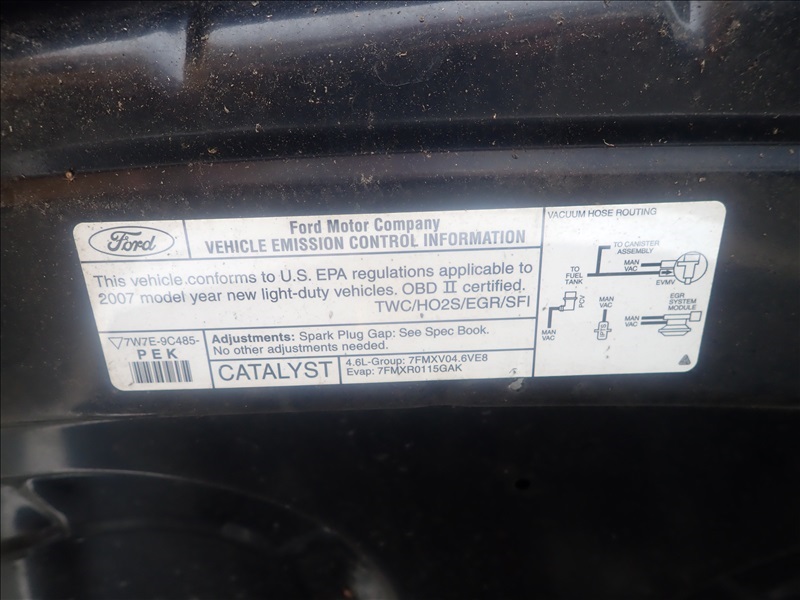 Ford
Ford Motor Company
VEHICLE EMISSION CONTROL INFORMATION
This vehicle conforms to U.S. EPA regulations applicable to
2007 model year new light-duty vehicles. OBD II certified.
TWC/HO2S/EGR/SFI
7W7E-9C485-
PEK
Adjustments: Spark Plug Gap: See Spec Book.
No other adjustments needed.
CATALYST
4.6L-Group: 7FMXV04.6VE8
Evap: 7FMXR0115GAK
VACUUM HOSE ROUTING
TO CANISTER
ASSEMBLY
MAN
VAC
EVMV
TO
FUEL
TANK
PCV
MAN
VAC
MAN
VAC
MAN
VAC
EGR
SYSTEM
MODULE